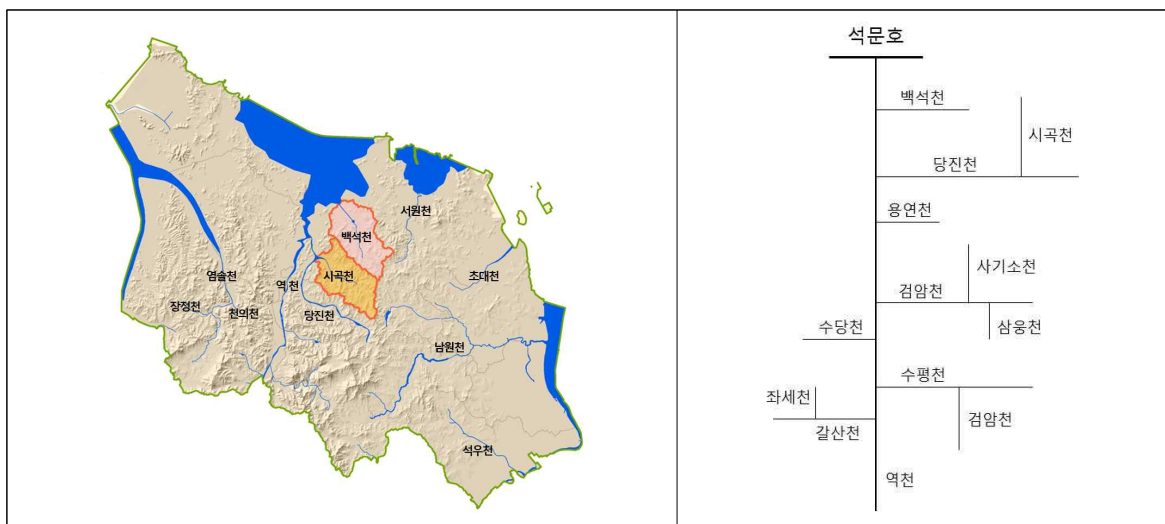 서원천
백석천
염솔천
역 천
시곡천
초대천
장정천
천의천
당진천
남원천
석우천
석문호
백석천
시곡천
당진천
용연천
사기소천
검암천
수당천
삼웅천
수평천
좌세천
검암천
갈산천
역천